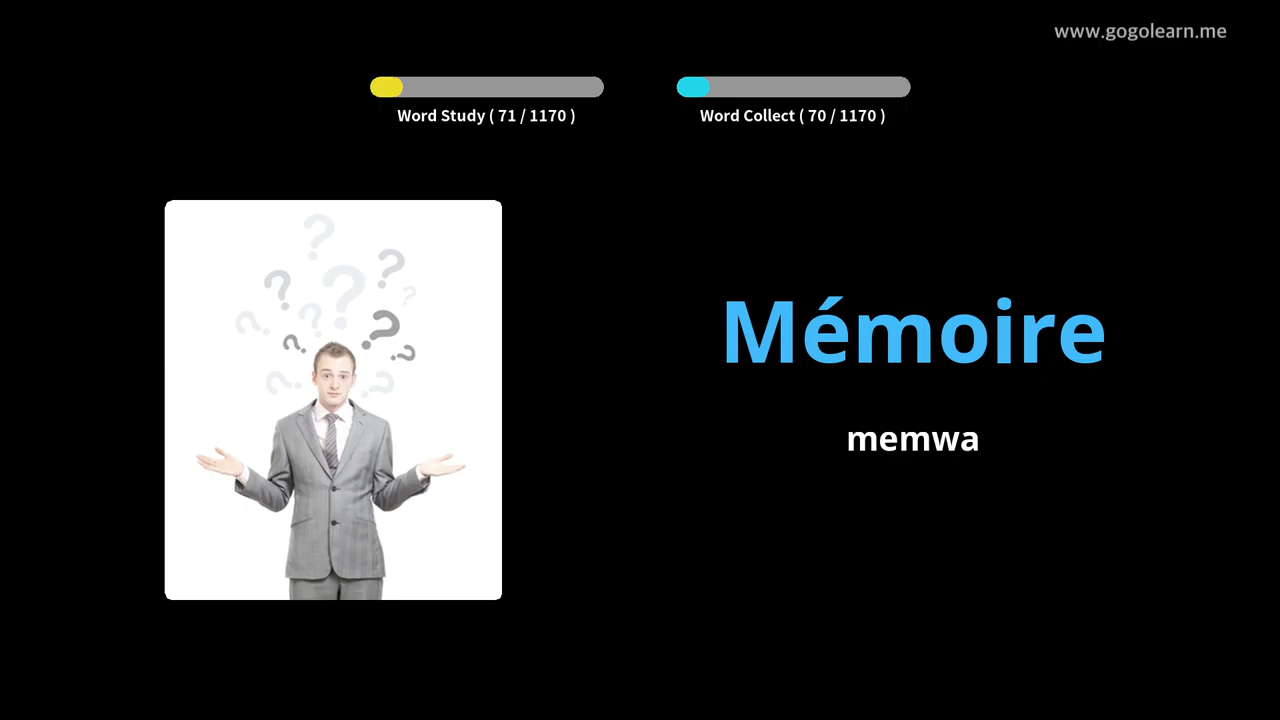 www.gogolearn.me
Word Study ( 71 / 1170 )
Word Collect ( 70 / 1170 )
? ? ? ? ? ? ? ? ? ? ? ?
Mémoire
memwa